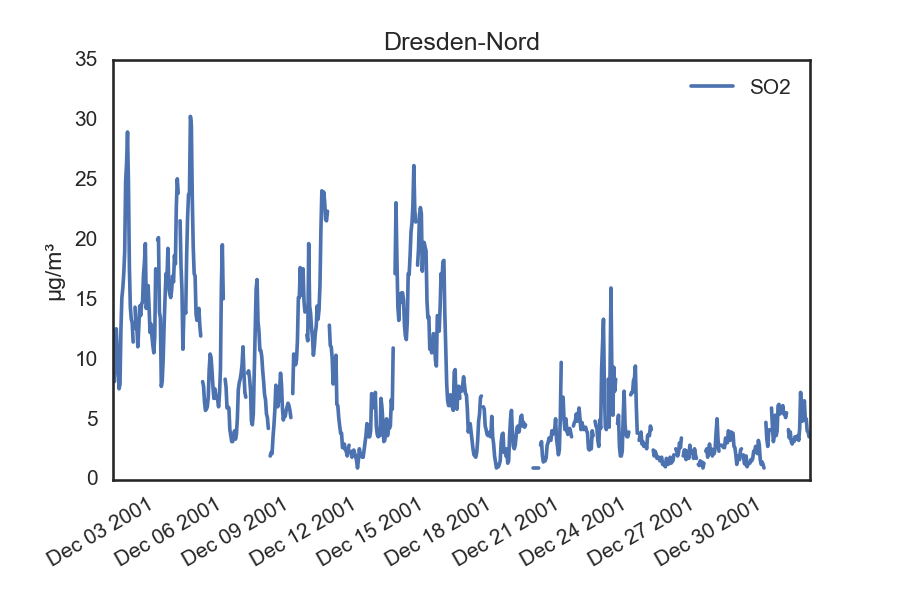 Dresden-Nord
SO2
µg/m³
35
30
25
20
15
10
5
0
Dec 03 2001
Dec 06 2001
Dec 09 2001
Dec 12 2001
Dec 15 2001
Dec 18 2001
Dec 21 2001
Dec 24 2001
Dec 27 2001
Dec 30 2001